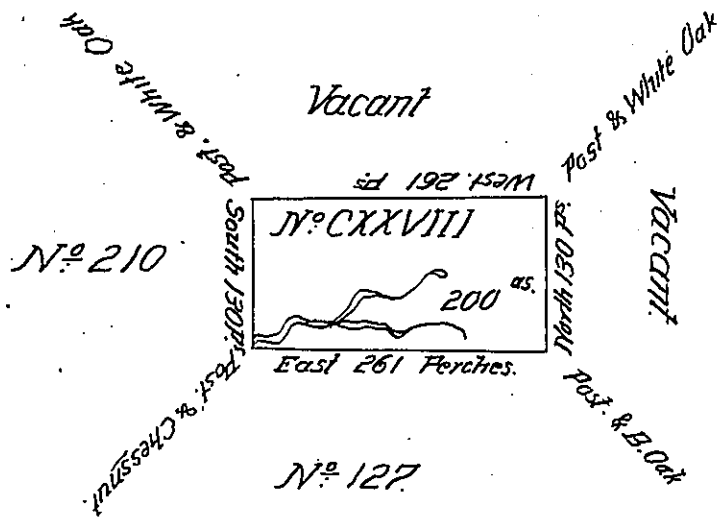 Post. & White Oak
Vacant
Post & White Oak
West. 261 ps
Vacant
No. CXXVIII
No. 210
South 130 ps
200 as.
North 130 ps.
East 261 Perches.
Post. & Chessnut.
Post. & B. Oak
No. 127